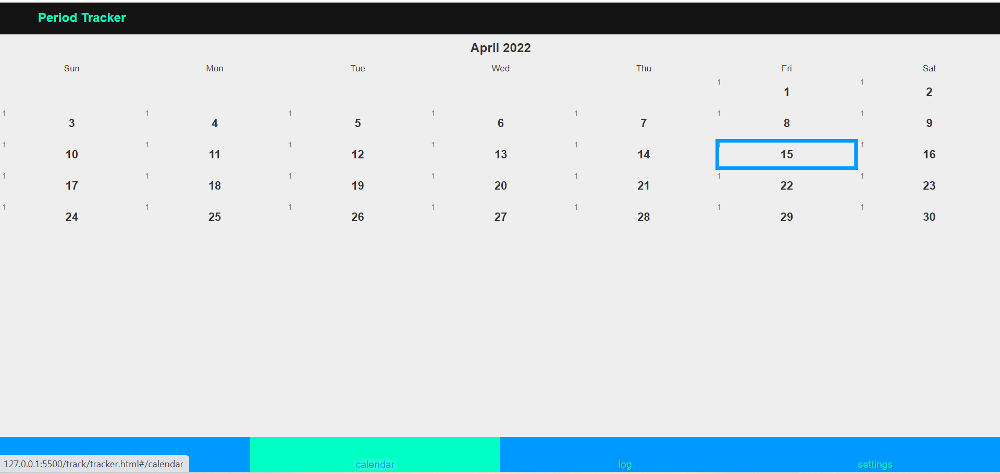 Period Tracker
April 2022
Sun Mon Tue Wed Thu Fri Sat
1 1
1 2
1 1 1 1 1 1 1
3 4 5 6 7 8 9
1 1 1 1 1 1 1
10 11 12 13 14 15 16
1 1 1 1 1 1 1
17 18 19 20 21 22 23
1 1 1 1 1 1 1
24 25 26 27 28 29 30
127.0.0.1:5500/track/tracker.html#/calendar calendar log settings